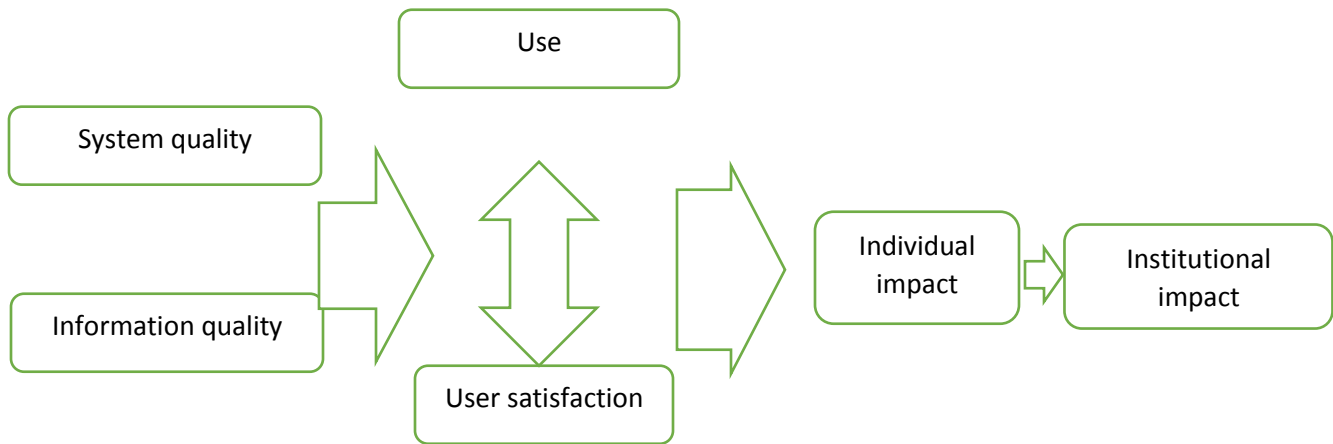 Use
System quality
Information quality
User satisfaction
Individual
impact
Institutional
impact